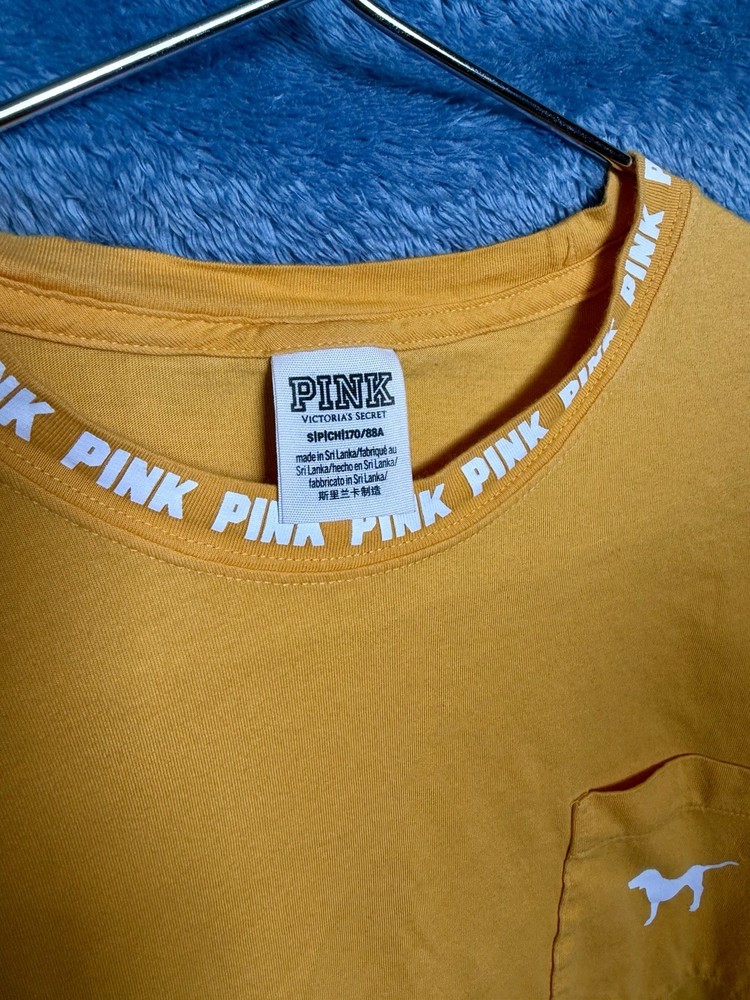 PINK
VICTORIA'S SECRET
S|P|CH|170/88A
made in Sri Lanka/fabriqué au
Sri Lanka/hecho en Sri Lanka/
fabbricato in Sri Lanka/
斯里兰卡制造
PINK PINK PINK PINK PINK PINK